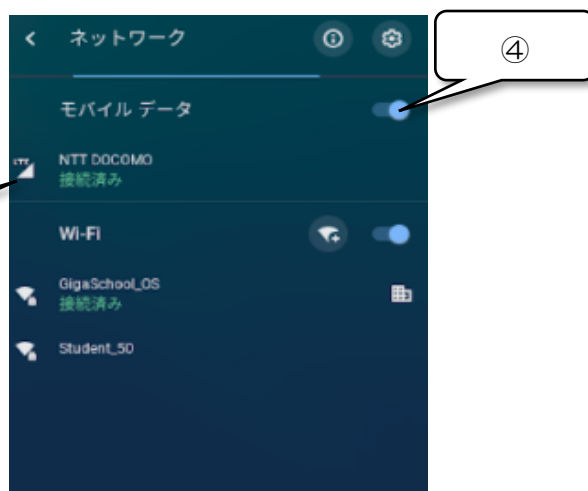 ネットワーク
④
モバイル データ
LTE
NTT DOCOMO
接続済み
Wi-Fi
GigaSchool_OS
接続済み
Student_50